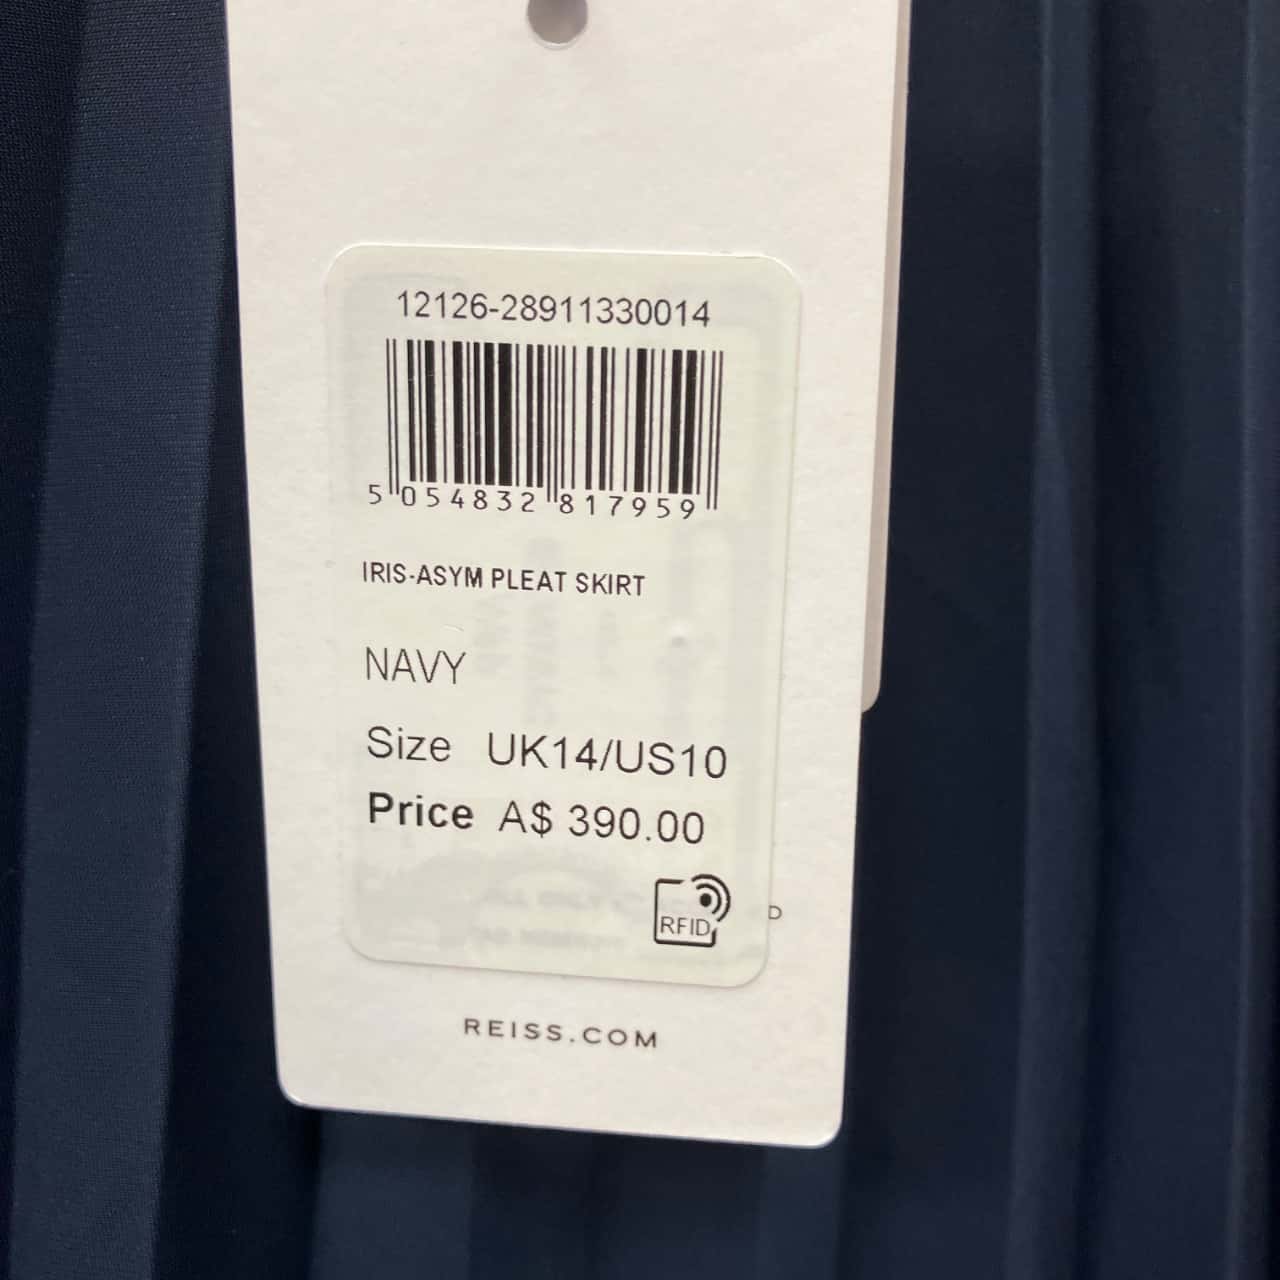 12126-28911330014
5 054832 817959
IRIS-ASYM PLEAT SKIRT
NAVY
Size UK14/US10
Price A$ 390.00
RFID
D
REISS.COM